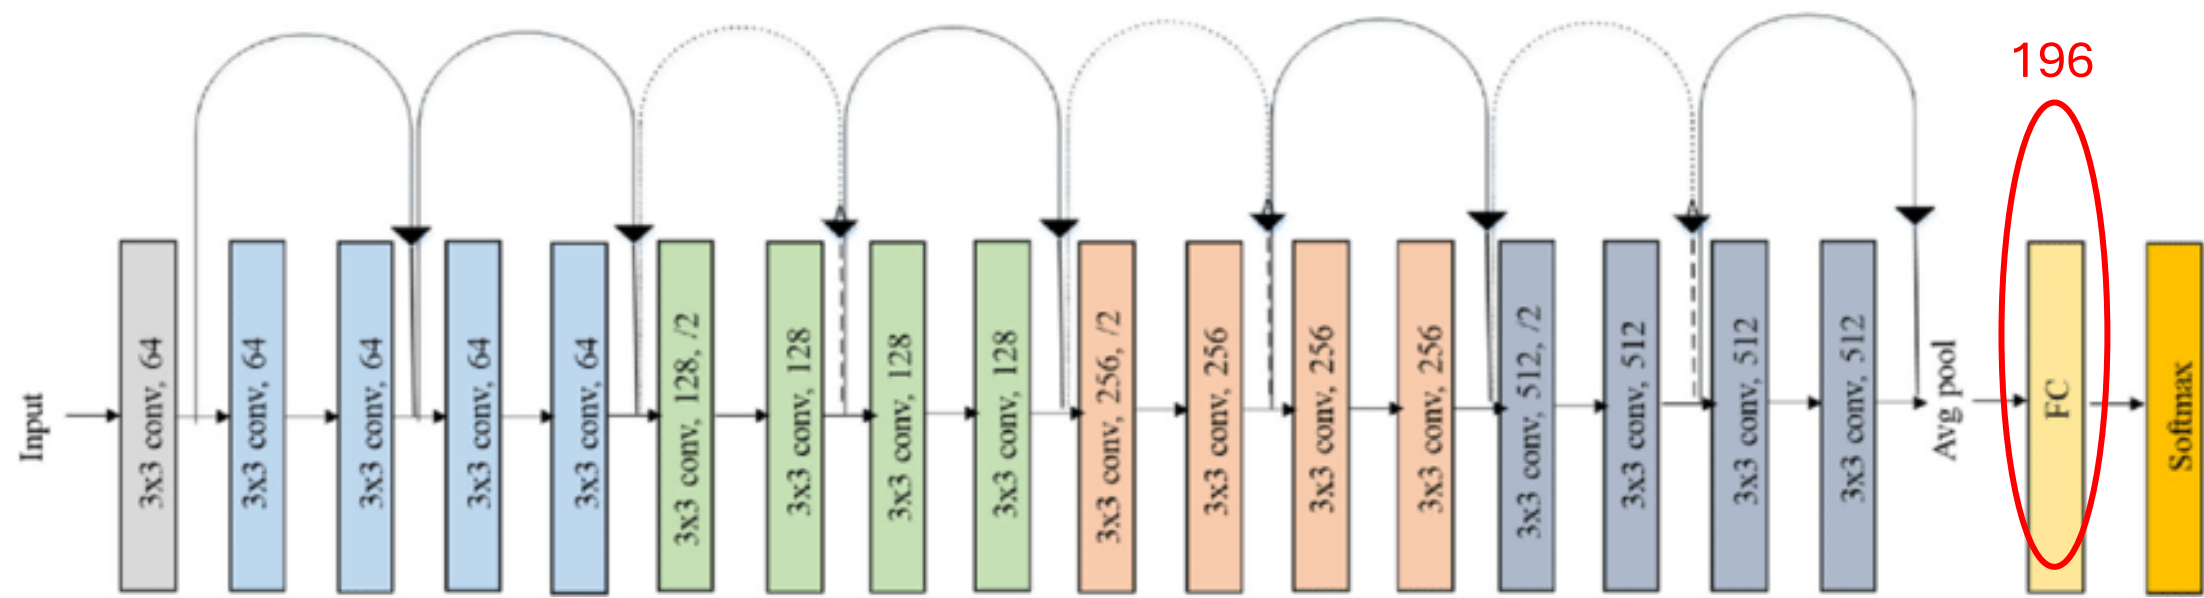 196
Input
3x3 conv, 64
3x3 conv, 64
3x3 conv, 64
3x3 conv, 64
3x3 conv, 64
3x3 conv, 128, /2
3x3 conv, 128
3x3 conv, 128
3x3 conv, 128
3x3 conv, 256, /2
3x3 conv, 256
3x3 conv, 256
3x3 conv, 256
3x3 conv, 512, /2
3x3 conv, 512
3x3 conv, 512
3x3 conv, 512
Avg pool
FC
Softmax